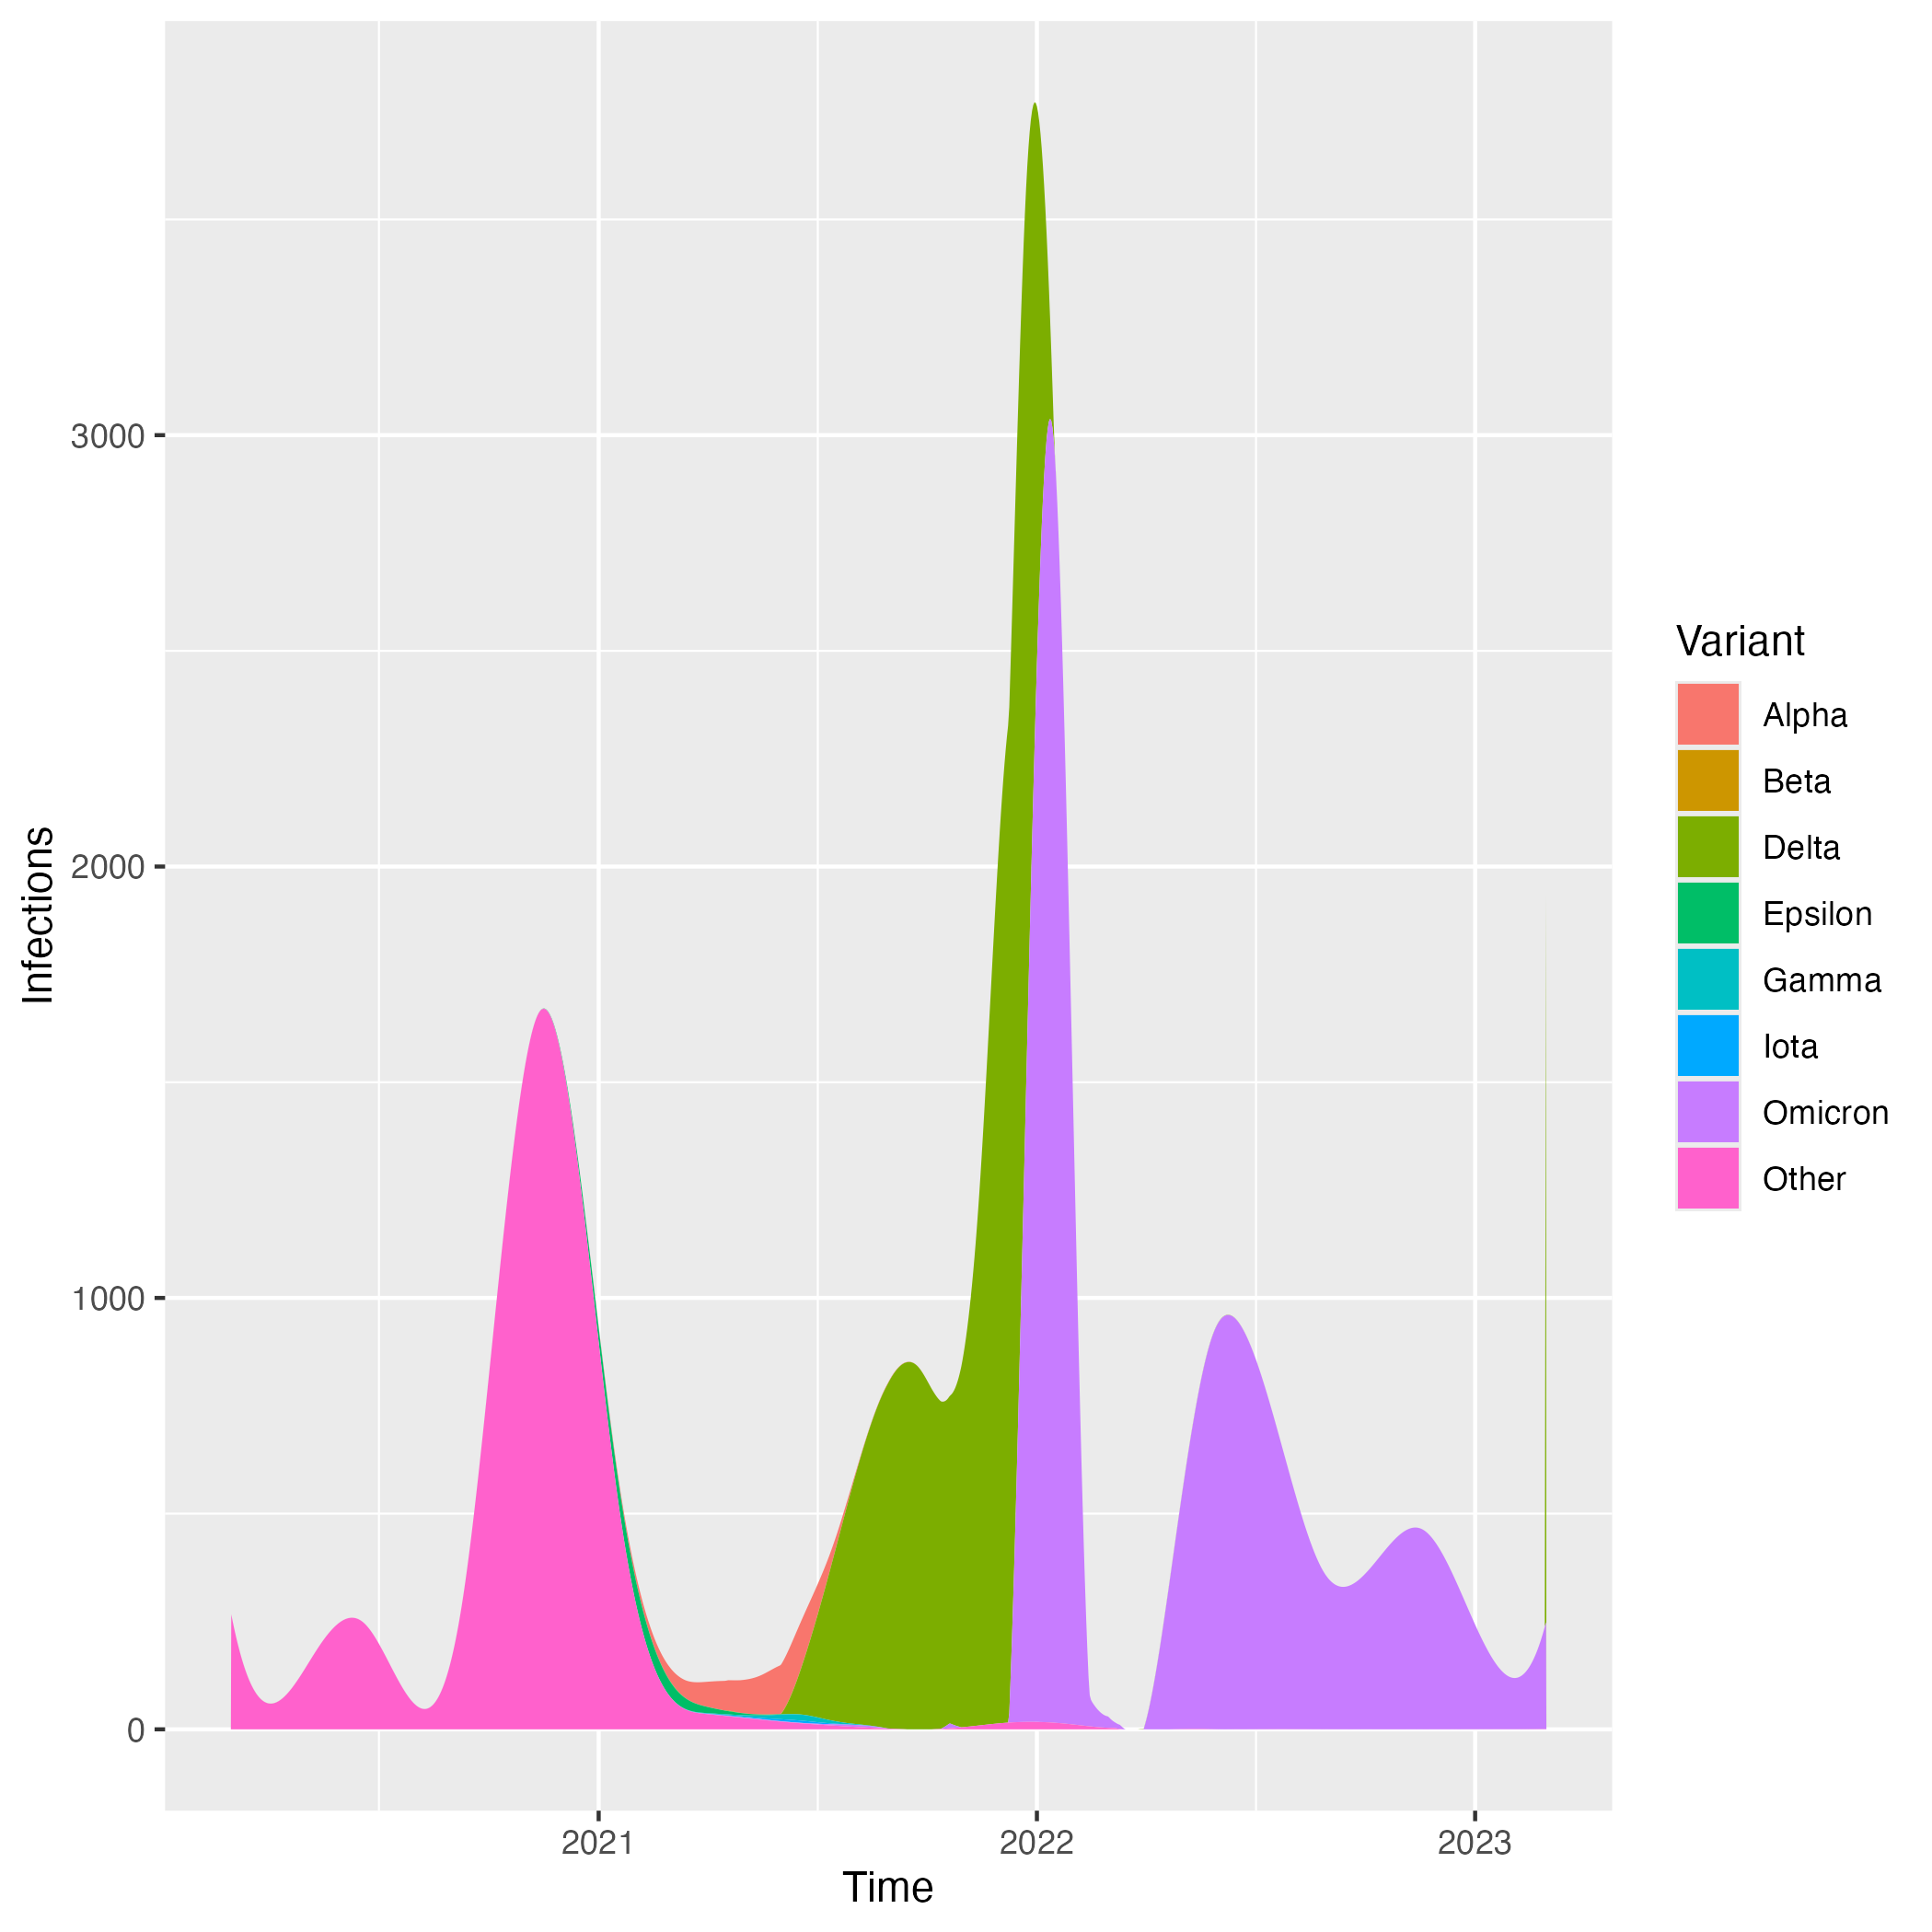 Infections
3000
2000
1000
0
2021
2022
2023
Time
Variant
Alpha
Beta
Delta
Epsilon
Gamma
Iota
Omicron
Other